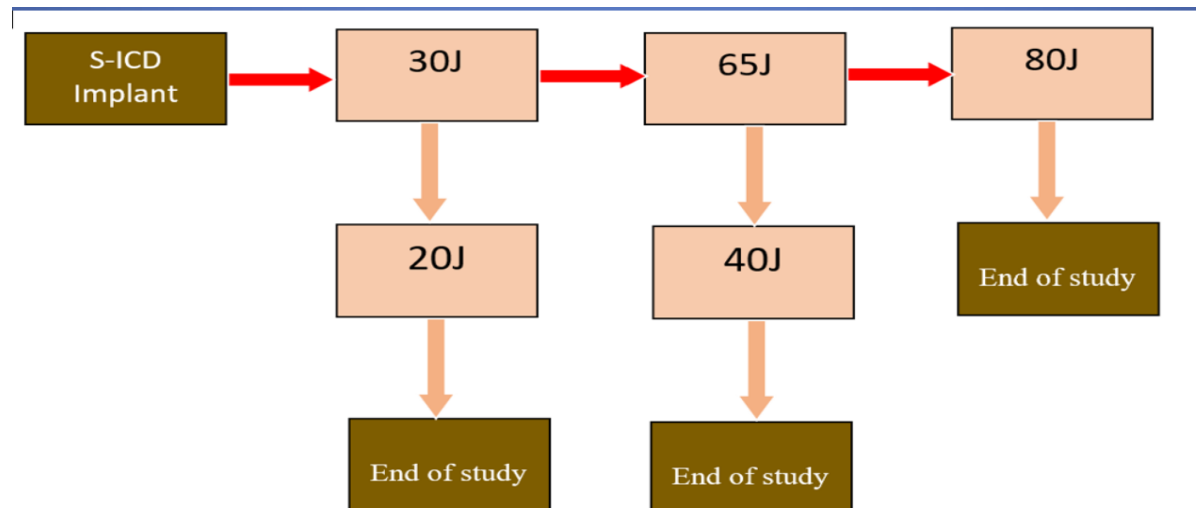 S-ICD
Implant
30J
65J
80J
20J
40J
End of study
End of study
End of study